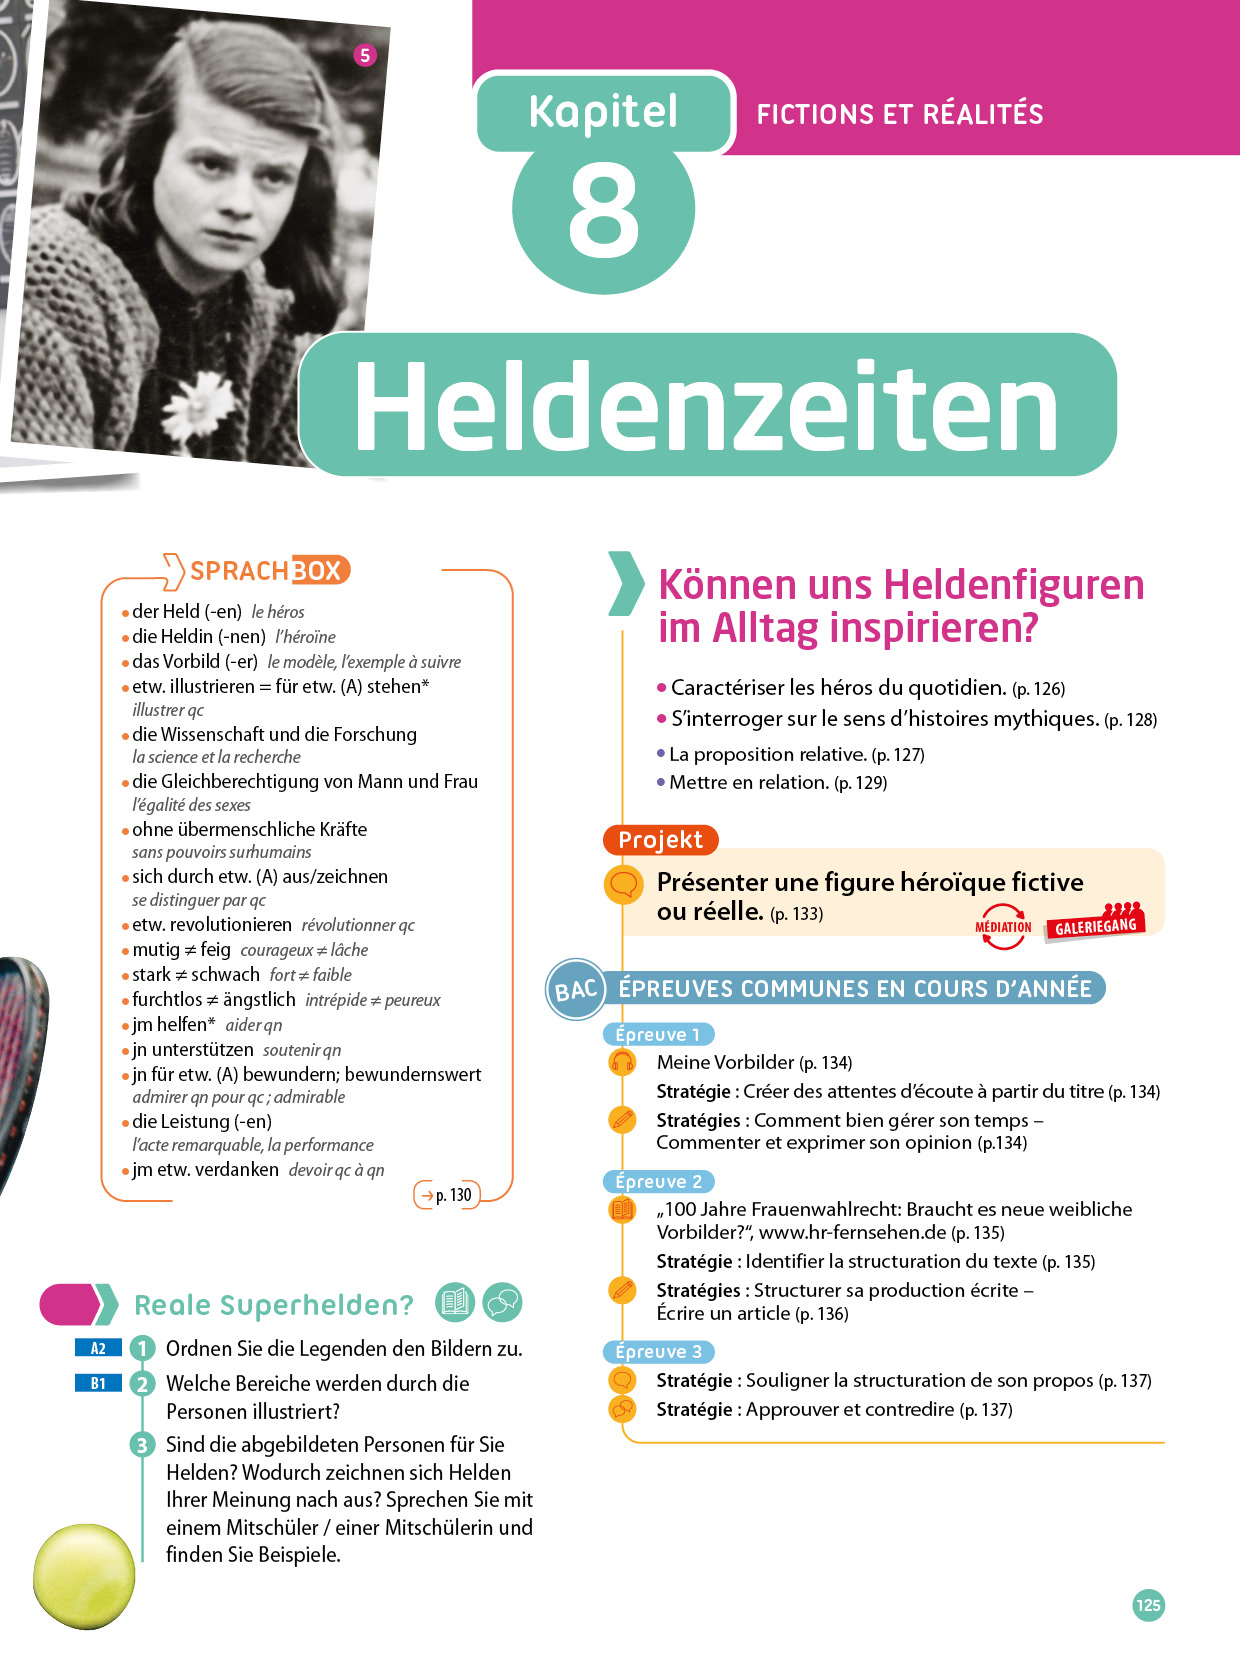 5
Kapitel
8
FICTIONS ET RÉALITÉS
Heldenzeiten
SPRACHBOX
• der Held (-en) le héros
• die Heldin (-nen) l'héroïne
• das Vorbild (-er) le modèle, l'exemple à suivre
• etw. illustrieren = für etw. (A) stehen*
illustrer qc
• die Wissenschaft und die Forschung
la science et la recherche
• die Gleichberechtigung von Mann und Frau
l'égalité des sexes
• ohne übermenschliche Kräfte
sans pouvoirs surhumains
• sich durch etw. (A) aus/zeichnen
se distinguer par qc
• etw. revolutionieren révolutionner qc
• mutig ≠ feig courageux ≠ lâche
• stark ≠ schwach fort ≠ faible
• furchtlos ≠ ängstlich intrépide ≠ peureux
• jm helfen* aider qn
• jn unterstützen soutenir qn
• jn für etw. (A) bewundern; bewundernswert
admirer qn pour qc ; admirable
• die Leistung (-en)
l'acte remarquable, la performance
• jm etw. verdanken devoir qc à qn
→ p. 130
Reale Superhelden?
A2 1 Ordnen Sie die Legenden den Bildern zu.
B1 2 Welche Bereiche werden durch die
Personen illustriert?
3 Sind die abgebildeten Personen für Sie
Helden? Wodurch zeichnen sich Helden
Ihrer Meinung nach aus? Sprechen Sie mit
einem Mitschüler / einer Mitschülerin und
finden Sie Beispiele.
Können uns Heldenfiguren
im Alltag inspirieren?
• Caractériser les héros du quotidien. (p. 126)
• S'interroger sur le sens d'histoires mythiques. (p. 128)
• La proposition relative. (p. 127)
• Mettre en relation. (p. 129)
Projekt
Présenter une figure héroïque fictive
ou réelle. (p. 133)
MÉDIATION
GALERIEGANG
BAC ÉPREUVES COMMUNES EN COURS D'ANNÉE
Épreuve 1
Meine Vorbilder (p. 134)
Stratégie : Créer des attentes d'écoute à partir du titre (p. 134)
Stratégies : Comment bien gérer son temps –
Commenter et exprimer son opinion (p.134)
Épreuve 2
„100 Jahre Frauenwahlrecht: Braucht es neue weibliche
Vorbilder?“, www.hr-fernsehen.de (p. 135)
Stratégie : Identifier la structuration du texte (p. 135)
Stratégies : Structurer sa production écrite –
Écrire un article (p. 136)
Épreuve 3
Stratégie : Souligner la structuration de son propos (p. 137)
Stratégie : Approuver et contredire (p. 137)
125